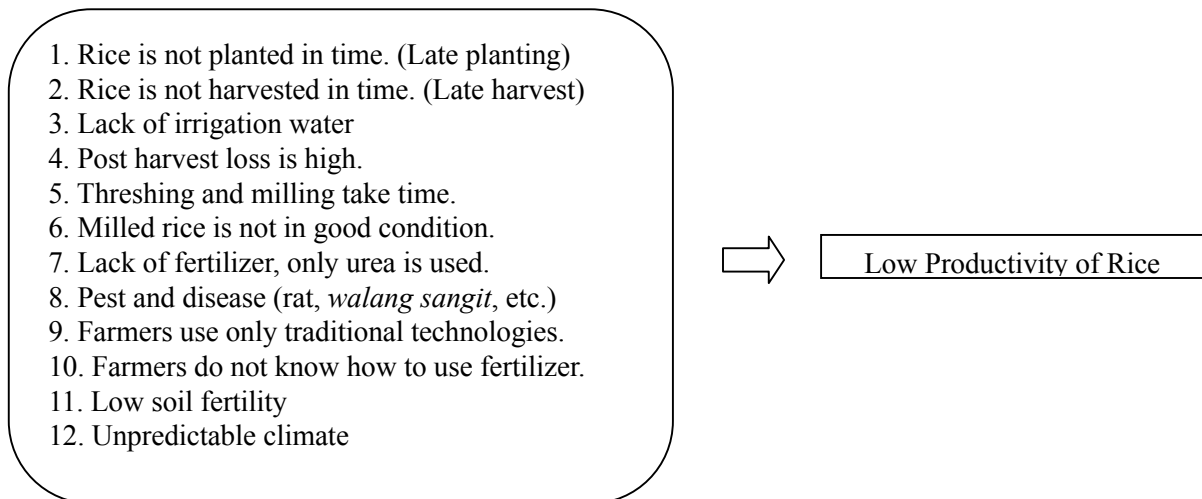 1. Rice is not planted in time. (Late planting)
2. Rice is not harvested in time. (Late harvest)
3. Lack of irrigation water
4. Post harvest loss is high.
5. Threshing and milling take time.
6. Milled rice is not in good condition.
7. Lack of fertilizer, only urea is used.
8. Pest and disease (rat, walang sangit, etc.)
9. Farmers use only traditional technologies.
10. Farmers do not know how to use fertilizer.
11. Low soil fertility
12. Unpredictable climate
Low Productivity of Rice